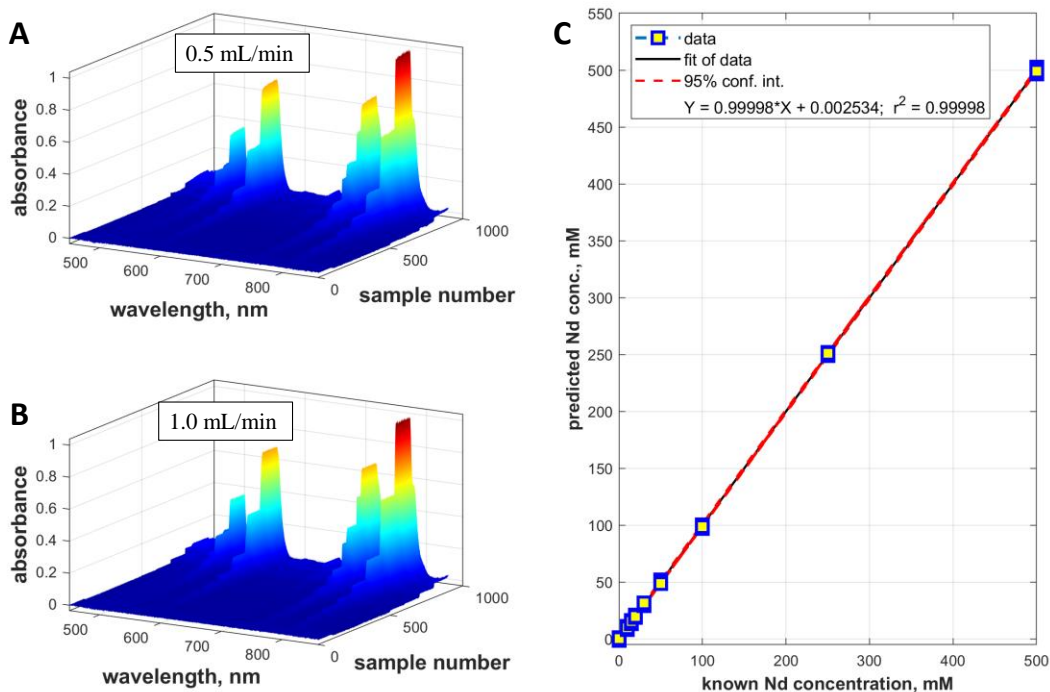 A
0.5 mL/min
absorbance
1
0.8
0.6
0.4
0.2
0
500
600
700
800
wavelength, nm
0
500
1000
sample number
B
1.0 mL/min
absorbance
1
0.8
0.6
0.4
0.2
0
500
600
700
800
wavelength, nm
0
500
1000
sample number
C
data
fit of data
95% conf. int.
Y = 0.99998*X + 0.002534; r² = 0.99998
predicted Nd conc., mM
550
500
450
400
350
300
250
200
150
100
50
0
0 100 200 300 400 500
known Nd concentration, mM